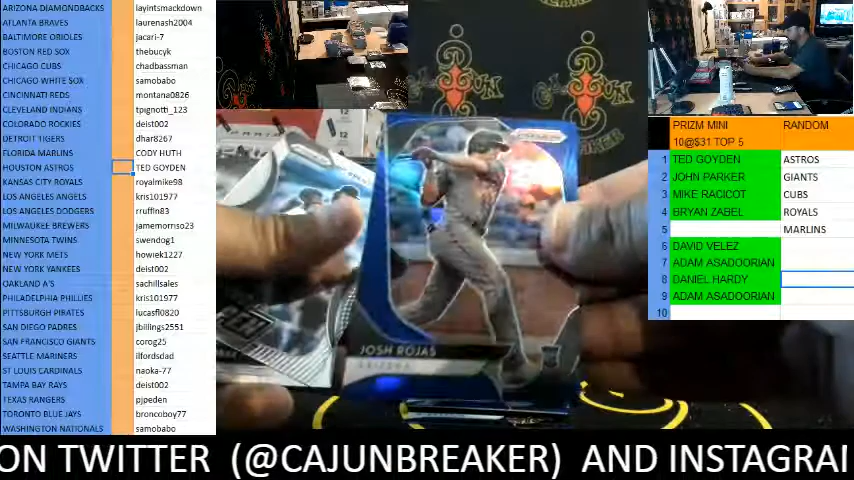 ARIZONA DIAMONDBACKS layintsmackdown
ATLANTA BRAVES laurenash2004
BALTIMORE ORIOLES jacari-7
BOSTON RED SOX thebucyk
CHICAGO CUBS chadbassman
CHICAGO WHITE SOX samobabo
CINCINNATI REDS montana0826
CLEVELAND INDIANS tpignotti_123
COLORADO ROCKIES deist002
DETROIT TIGERS dhar8267
FLORIDA MARLINS CODY HUTH
HOUSTON ASTROS TED GOYDEN
KANSAS CITY ROYALS royalmike98
LOS ANGELES ANGELS kris101977
LOS ANGELES DODGERS rruffin83
MILWAUKEE BREWERS jamemorriso23
MINNESOTA TWINS swendog1
NEW YORK METS howiek1227
NEW YORK YANKEES deist002
OAKLAND A'S sachillsales
PHILADELPHIA PHILLIES kris101977
PITTSBURGH PIRATES lucasfl0820
SAN DIEGO PADRES jbillings2551
SAN FRANCISCO GIANTS corog25
SEATTLE MARINERS ilfordsdad
ST LOUIS CARDINALS naoka-77
TAMPA BAY RAYS deist002
TEXAS RANGERS pjpeden
TORONTO BLUE JAYS broncoboy77
WASHINGTON NATIONALS samobabo
JOSH ROJAS
ARIZONA
PRIZM MINI RANDOM
10@$31 TOP 5
1 TED GOYDEN ASTROS
2 JOHN PARKER GIANTS
3 MIKE RACICOT CUBS
4 BRYAN ZABEL ROYALS
5 MARLINS
6 DAVID VELEZ
7 ADAM ASADOORIAN
8 DANIEL HARDY
9 ADAM ASADOORIAN
10
ON TWITTER (@CAJUNBREAKER) AND INSTAGRAI